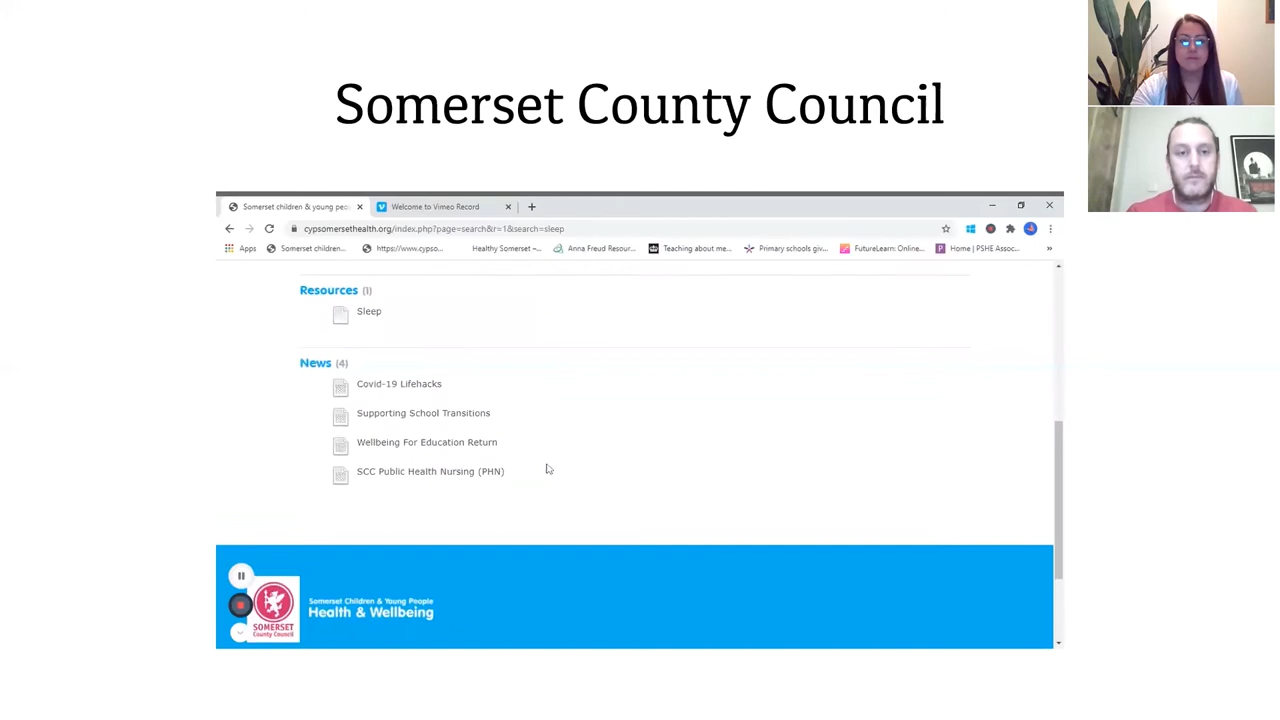 Somerset County Council
Somerset children & young peo
Welcome to Vimeo Record
cypsomersethealth.org/index.php?page=search&r=1&search=sleep
Apps
Somerset children...
https://www.cypso...
Healthy Somerset –...
Anna Freud Resour...
Teaching about me...
Primary schools giv...
FutureLearn: Online...
Home | PSHE Assoc...
Resources (1)
Sleep
News (4)
Covid-19 Lifehacks
Supporting School Transitions
Wellbeing For Education Return
SCC Public Health Nursing (PHN)
SOMERSET
County Council
Somerset Children & Young People
Health & Wellbeing